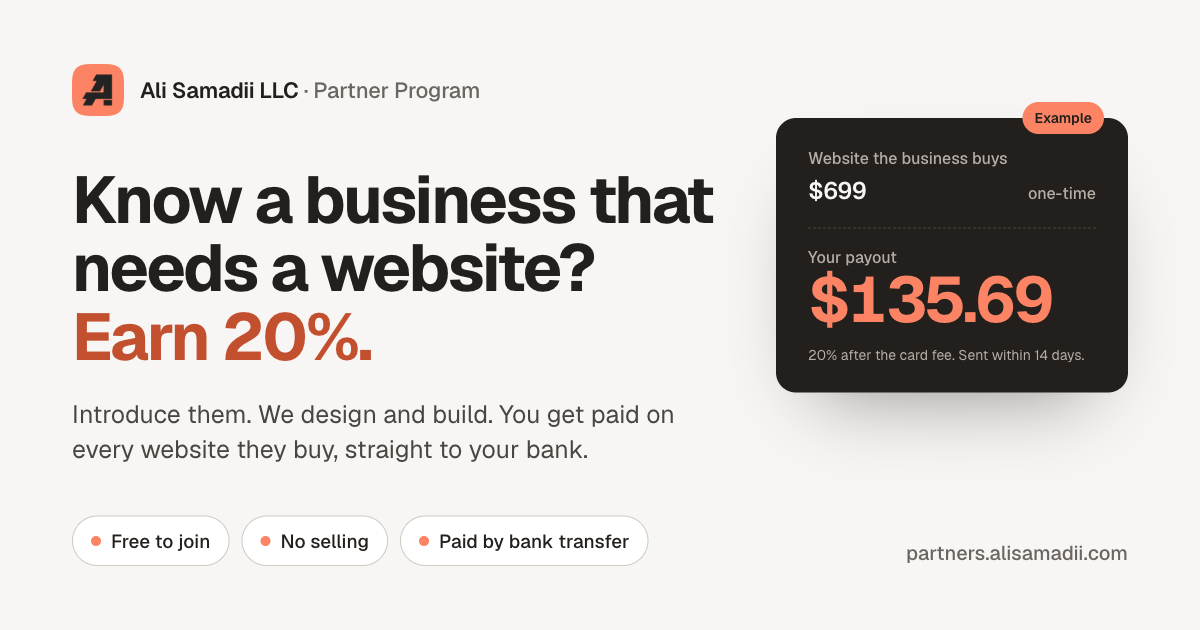 Ali Samadii LLC · Partner Program
Know a business that
needs a website?
Earn 20%.
Introduce them. We design and build. You get paid on
every website they buy, straight to your bank.
Free to join
No selling
Paid by bank transfer
Example
Website the business buys
$699 one-time
Your payout
$135.69
20% after the card fee. Sent within 14 days.
partners.alisamadii.com